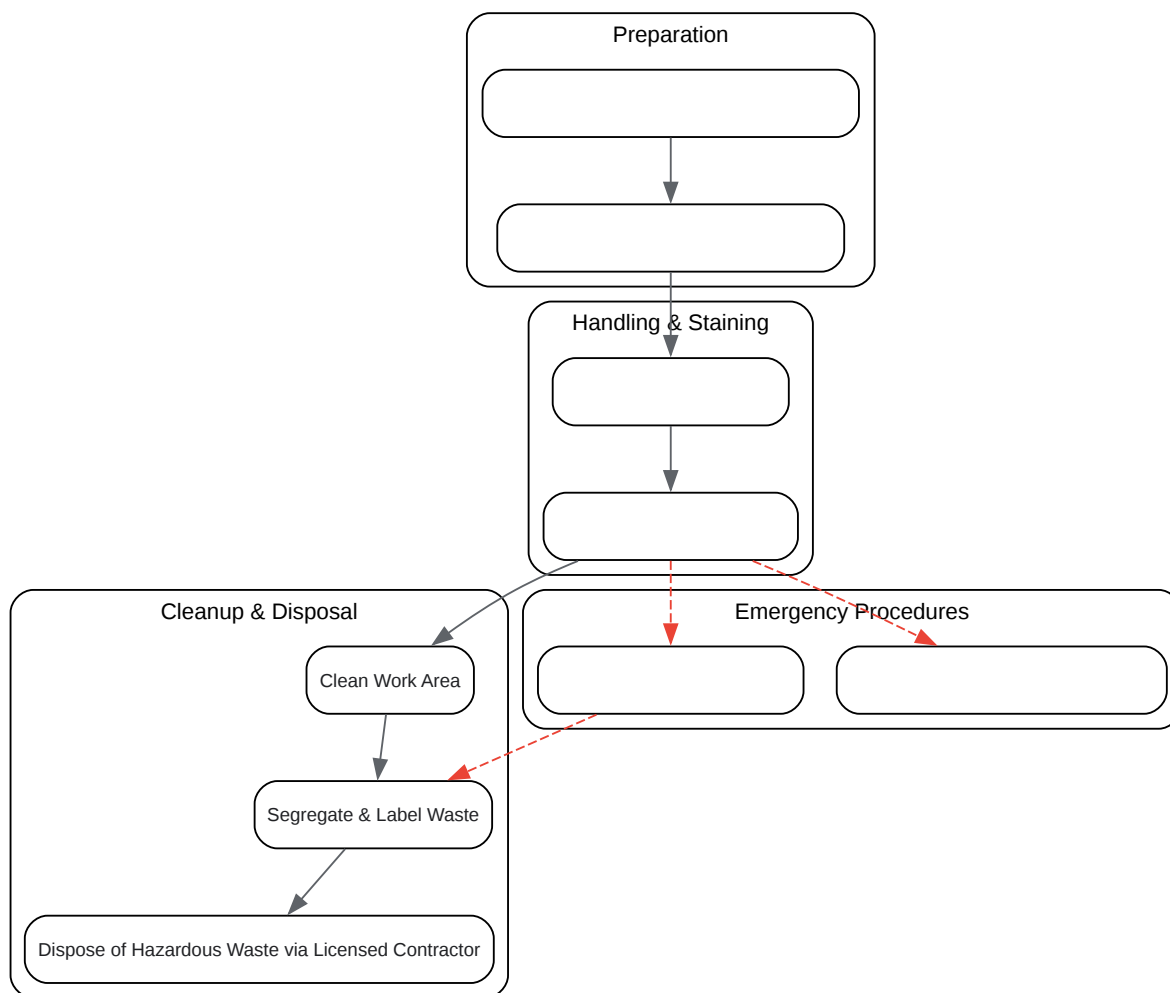 Preparation
Handling & Staining
Cleanup & Disposal
Emergency Procedures
Clean Work Area
Segregate & Label Waste
Dispose of Hazardous Waste via Licensed Contractor